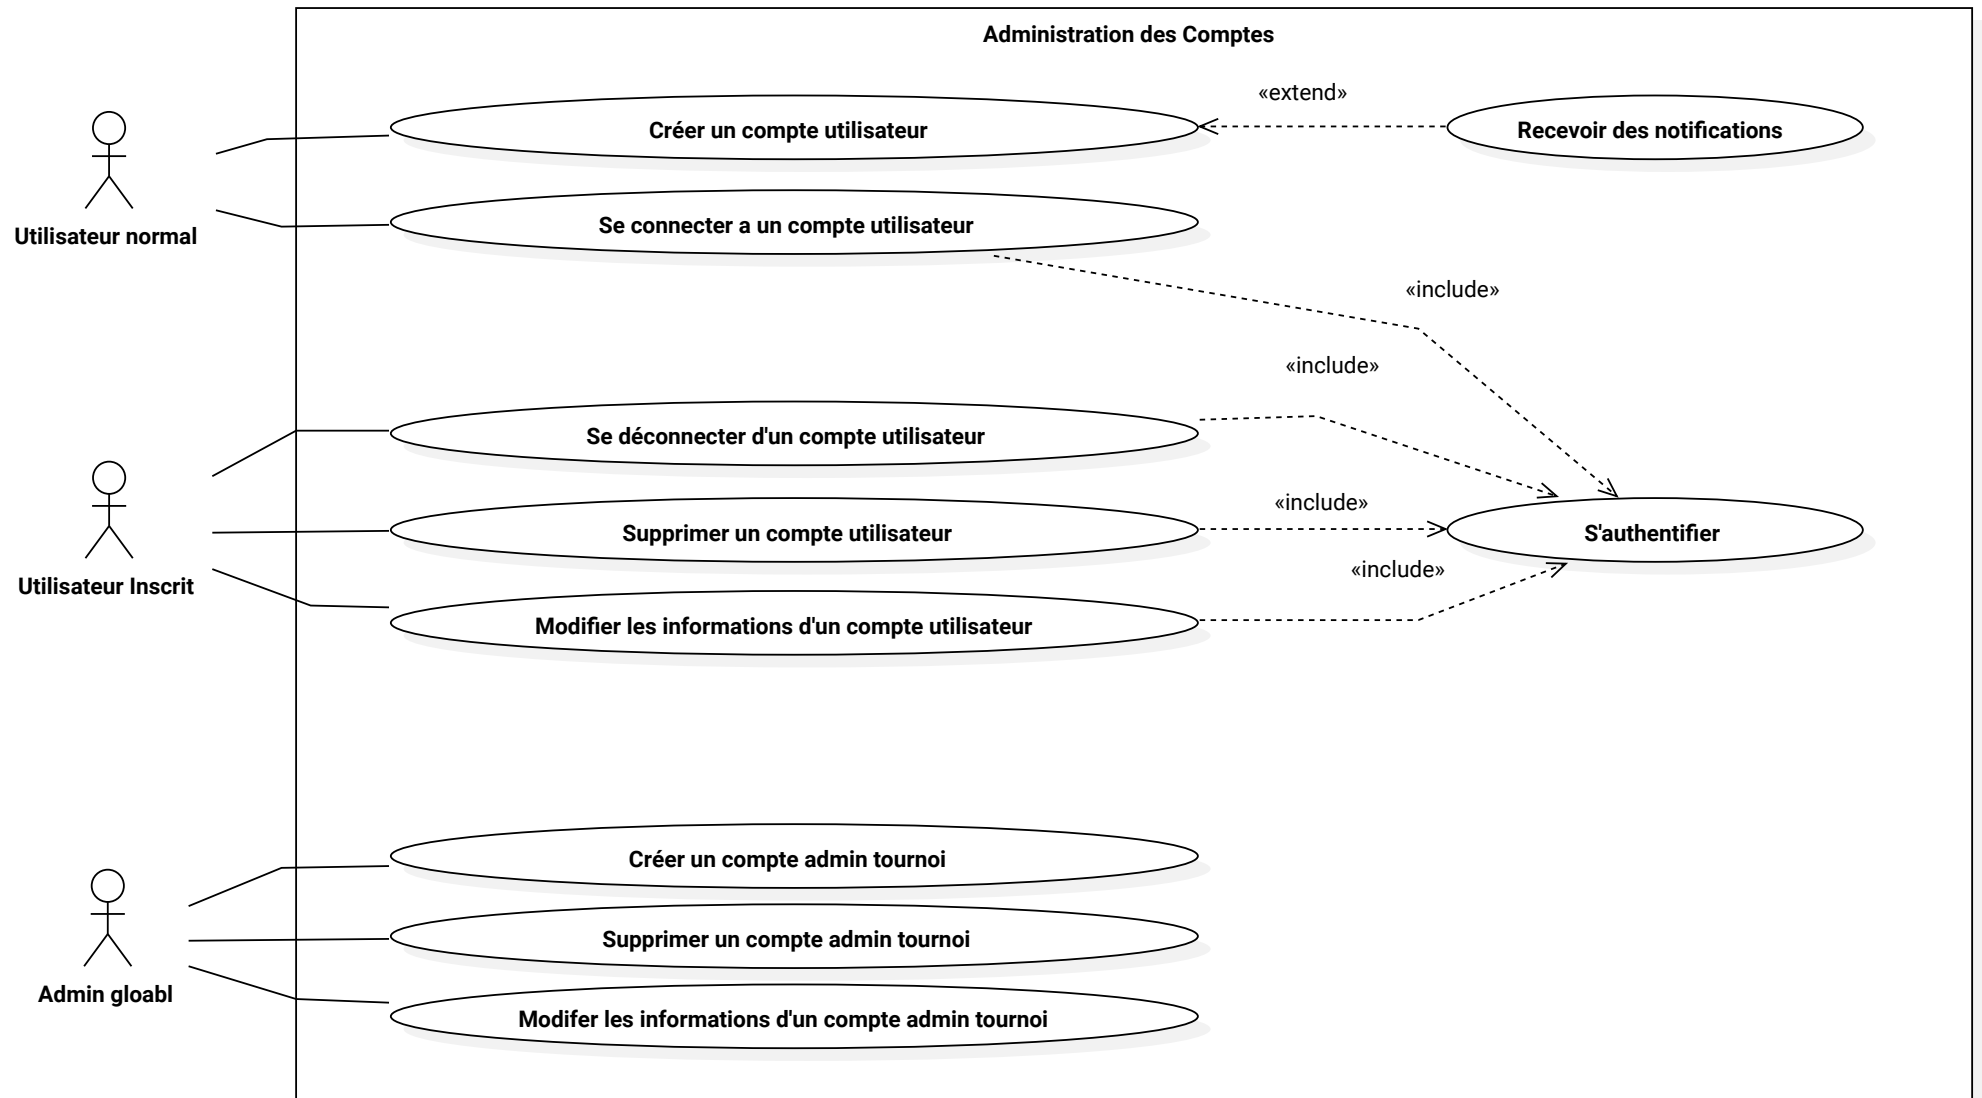 Administration des Comptes
«extend»
Créer un compte utilisateur
Recevoir des notifications
Utilisateur normal
Se connecter a un compte utilisateur
«include»
«include»
Se déconnecter d'un compte utilisateur
«include»
Supprimer un compte utilisateur
S'authentifier
«include»
Utilisateur Inscrit
Modifier les informations d'un compte utilisateur
Créer un compte admin tournoi
Supprimer un compte admin tournoi
Admin gloabl
Modifer les informations d'un compte admin tournoi